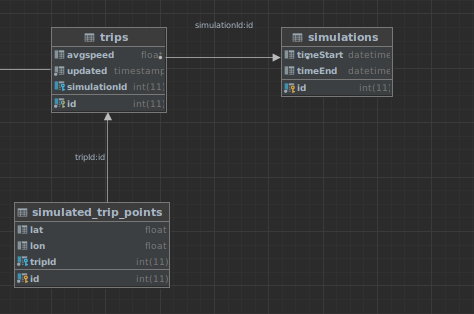 simulationId:id
trips
avgspeed float
updated timestamp
simulationId int(11)
id int(11)
simulations
timeStart datetime
timeEnd datetime
id int(11)
tripId:id
simulated_trip_points
lat float
lon float
tripId int(11)
id int(11)